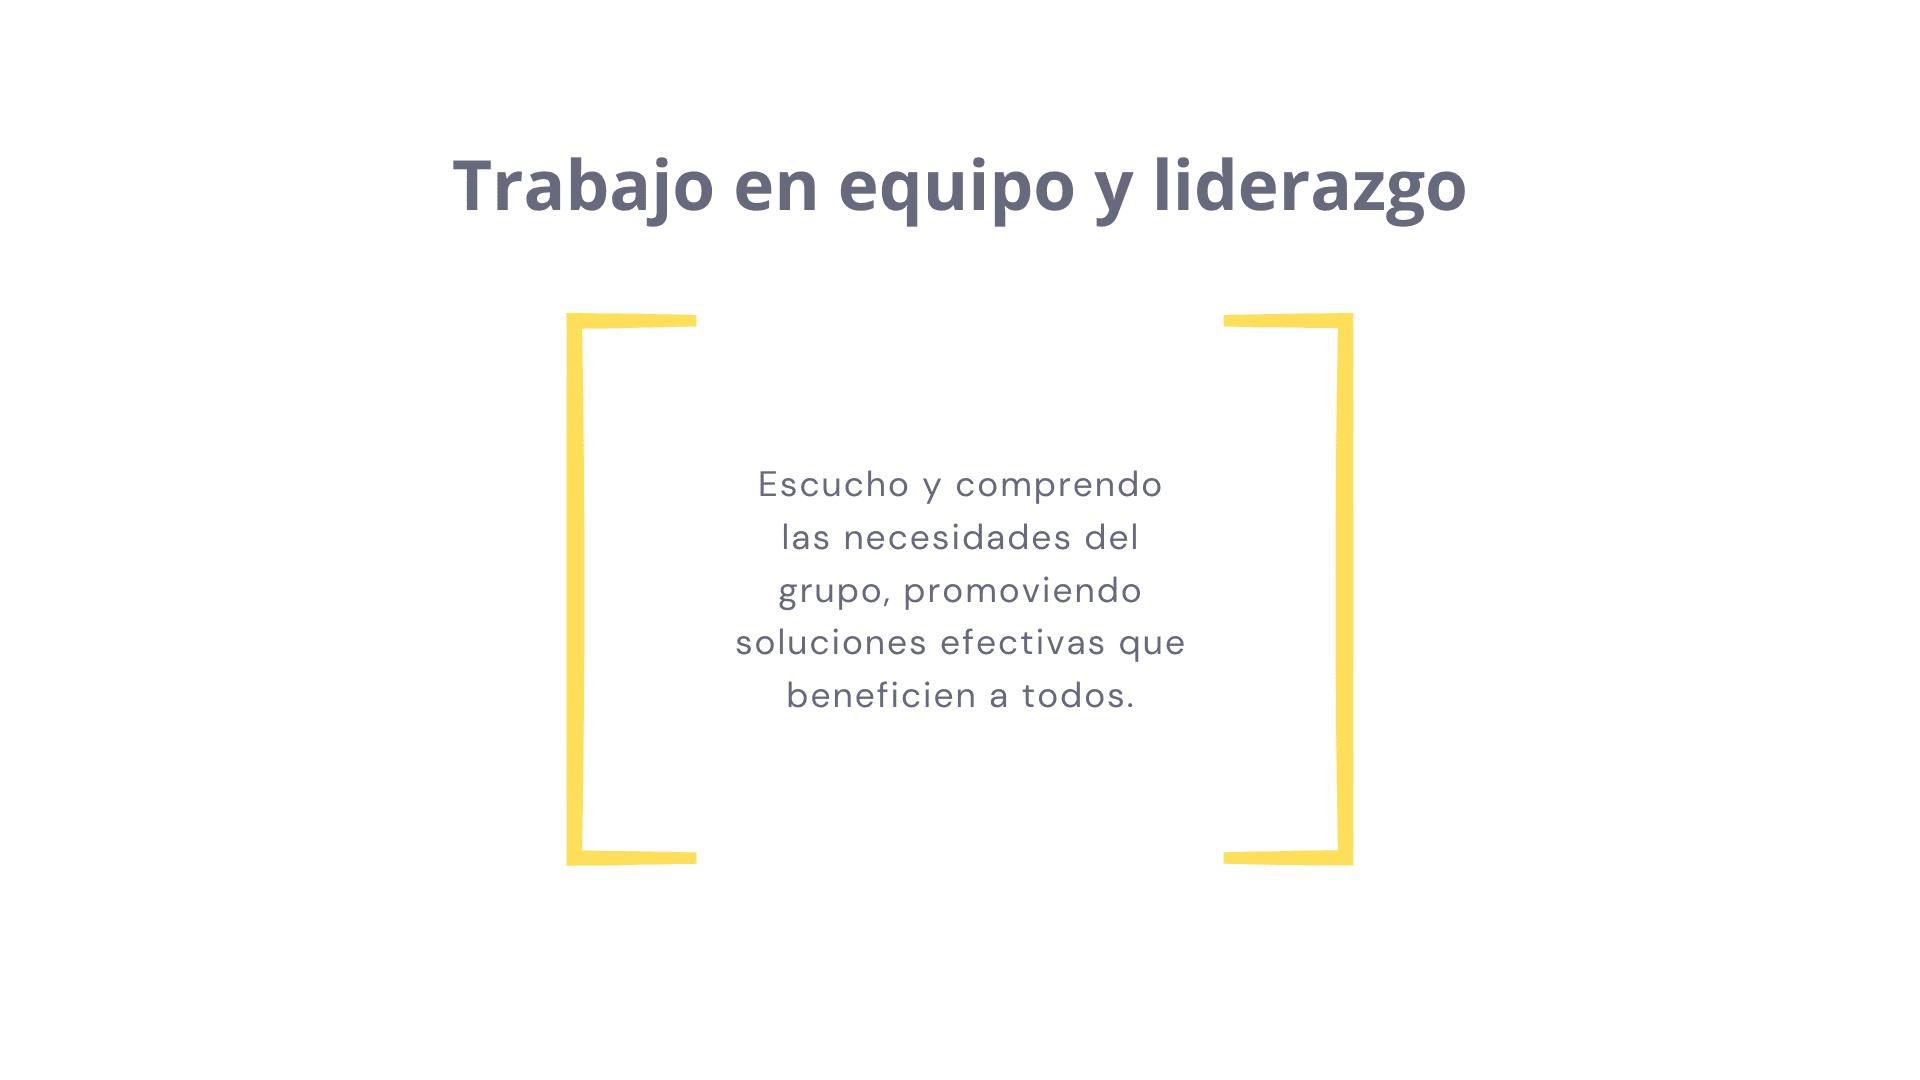 Trabajo en equipo y liderazgo
Escucho y comprendo
las necesidades del
grupo, promoviendo
soluciones efectivas que
beneficien a todos.